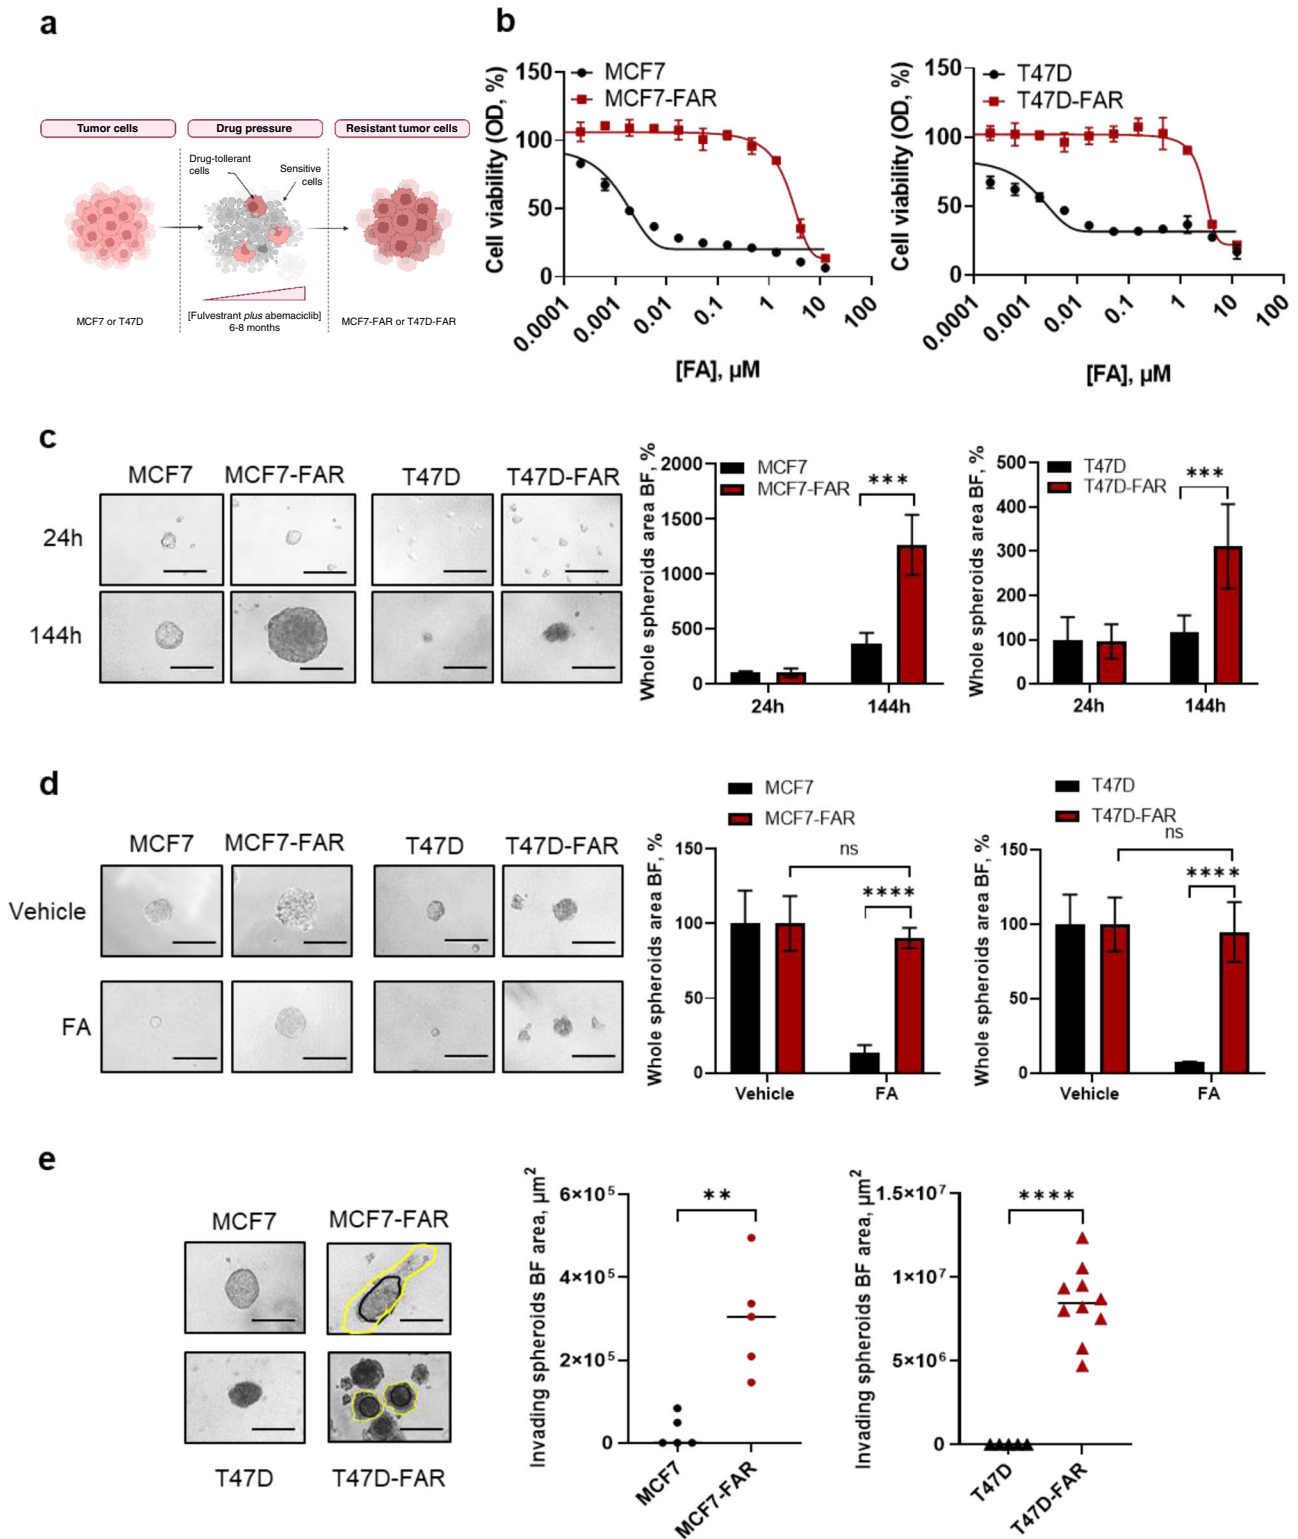 a
Tumor cells
Drug pressure
Resistant tumor cells
Drug-tollerant
cells
Sensitive
cells
MCF7 or T47D
[Fulvestrant plus abemaciclib]
6-8 months
MCF7-FAR or T47D-FAR
b
Cell viability (OD, %)
MCF7
MCF7-FAR
150
100
50
0
0.0001
0.001
0.01
0.1
1
10
100
[FA], µM
Cell viability (OD, %)
T47D
T47D-FAR
150
100
50
0
0.0001
0.001
0.01
0.1
1
10
100
[FA], µM
c
MCF7
MCF7-FAR
T47D
T47D-FAR
24h
144h
Whole spheroids area BF, %
MCF7
MCF7-FAR
***
2000
1500
1000
500
0
24h
144h
Whole spheroids area BF, %
T47D
T47D-FAR
***
500
400
300
200
100
0
24h
144h
d
MCF7
MCF7-FAR
T47D
T47D-FAR
Vehicle
FA
Whole spheroids area BF, %
MCF7
MCF7-FAR
ns
****
150
100
50
0
Vehicle
FA
Whole spheroids area BF, %
T47D
T47D-FAR
ns
****
150
100
50
0
Vehicle
FA
e
MCF7
MCF7-FAR
T47D
T47D-FAR
Invading spheroids BF area, µm²
**
6×10⁵
4×10⁵
2×10⁵
0
MCF7
MCF7-FAR
Invading spheroids BF area, µm²
****
1.5×10⁷
1×10⁷
5×10⁶
0
T47D
T47D-FAR